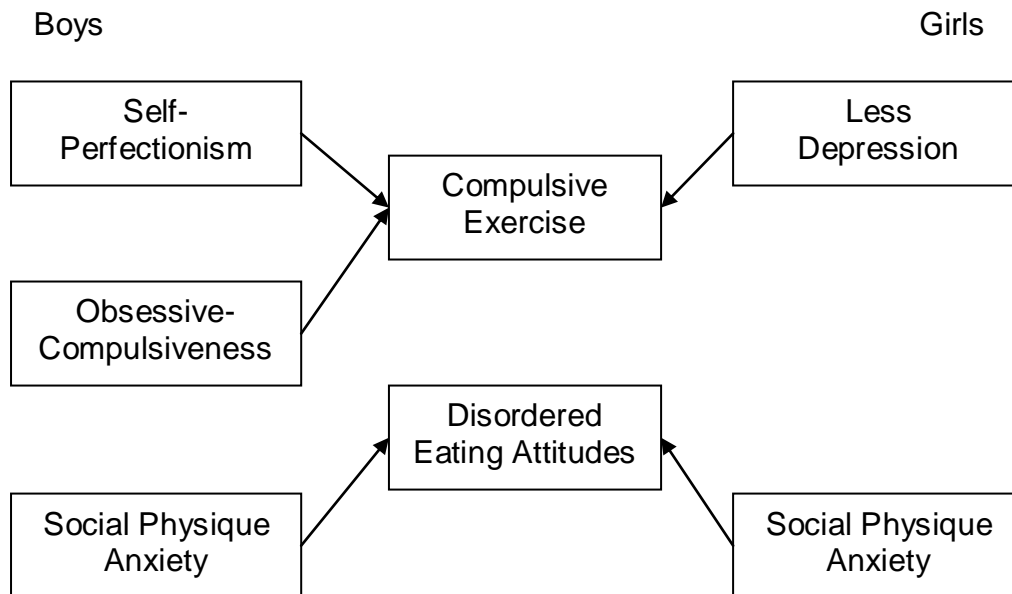 Boys
Girls
Self-
Perfectionism
Less
Depression
Compulsive
Exercise
Obsessive-
Compulsiveness
Disordered
Eating Attitudes
Social Physique
Anxiety
Social Physique
Anxiety